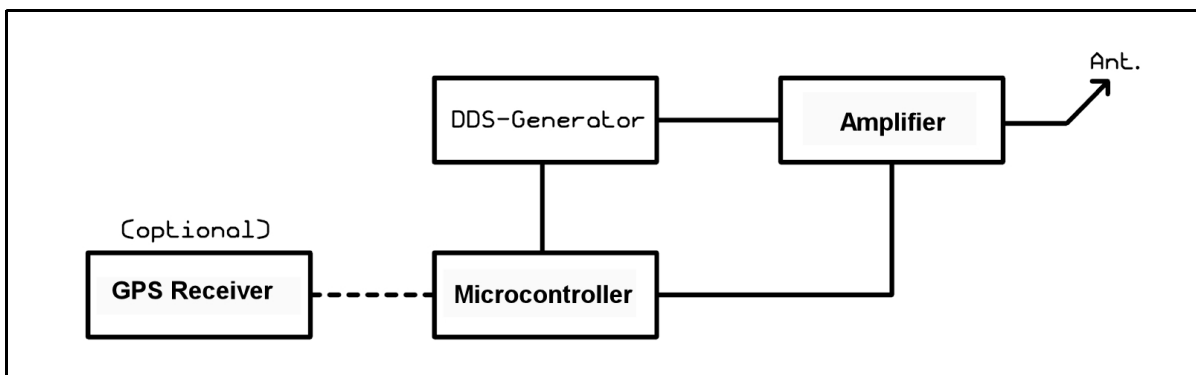 Ant.
DDS-Generator
Amplifier
(optional)
GPS Receiver
Microcontroller